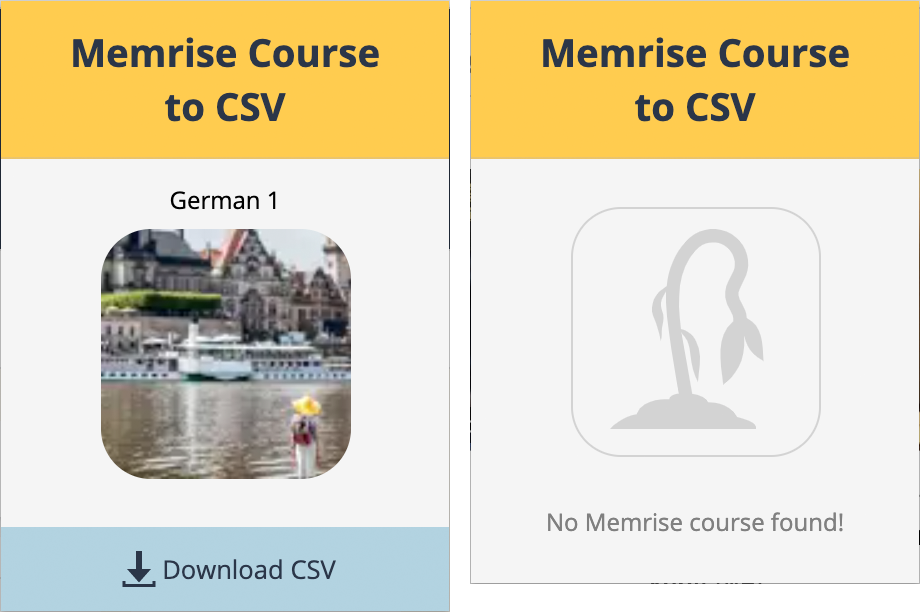 Memrise Course
to CSV
German 1
Download CSV
Memrise Course
to CSV
No Memrise course found!